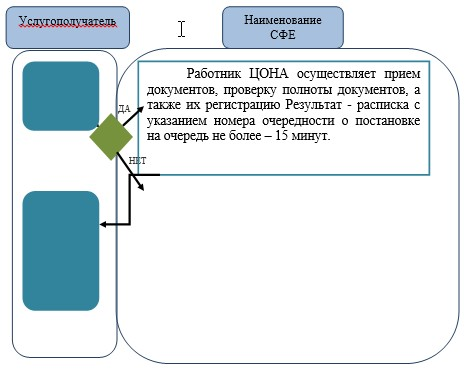 Услугополучатель
Наименование
СФЕ
Работник ЦОНА осуществляет прием
документов, проверку полноты документов, а
также их регистрацию Результат - расписка с
указанием номера очередности о постановке
на очередь не более – 15 минут.
ДА
НЕТ